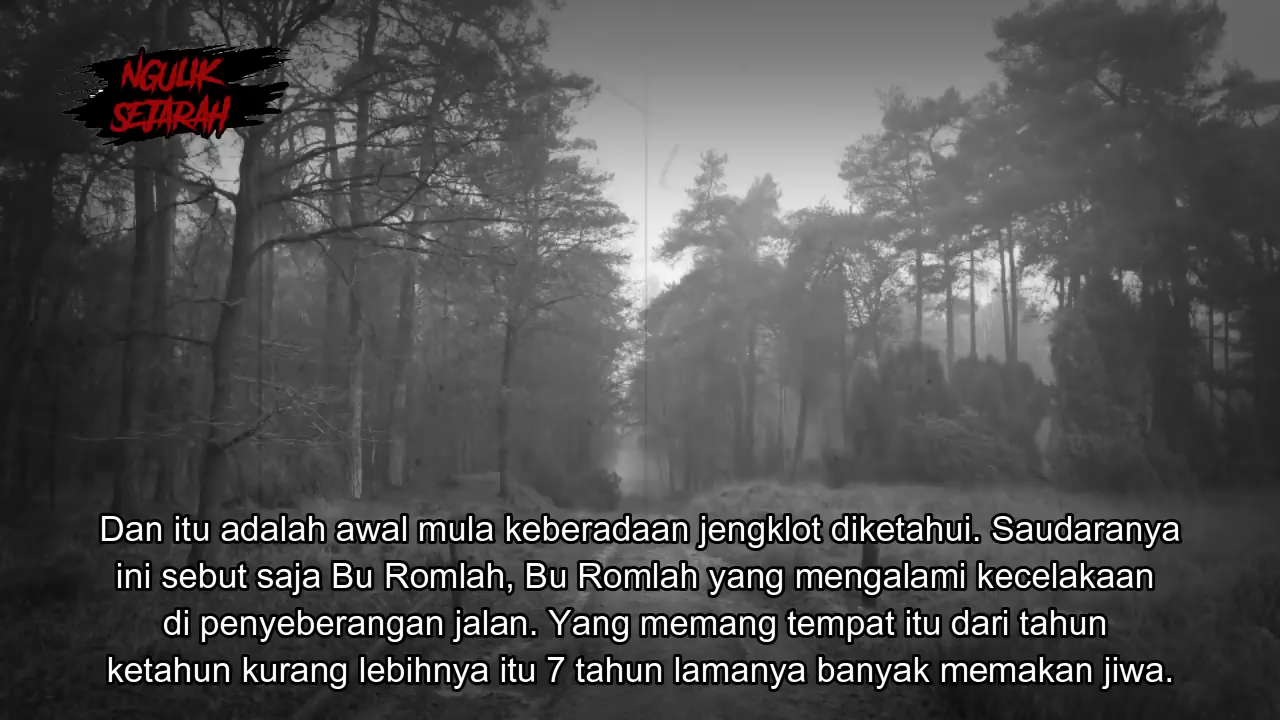 NGULIK
SEJARAH
Dan itu adalah awal mula keberadaan jengklot diketahui. Saudaranya
ini sebut saja Bu Romlah, Bu Romlah yang mengalami kecelakaan
di penyeberangan jalan. Yang memang tempat itu dari tahun
ketahun kurang lebihnya itu 7 tahun lamanya banyak memakan jiwa.